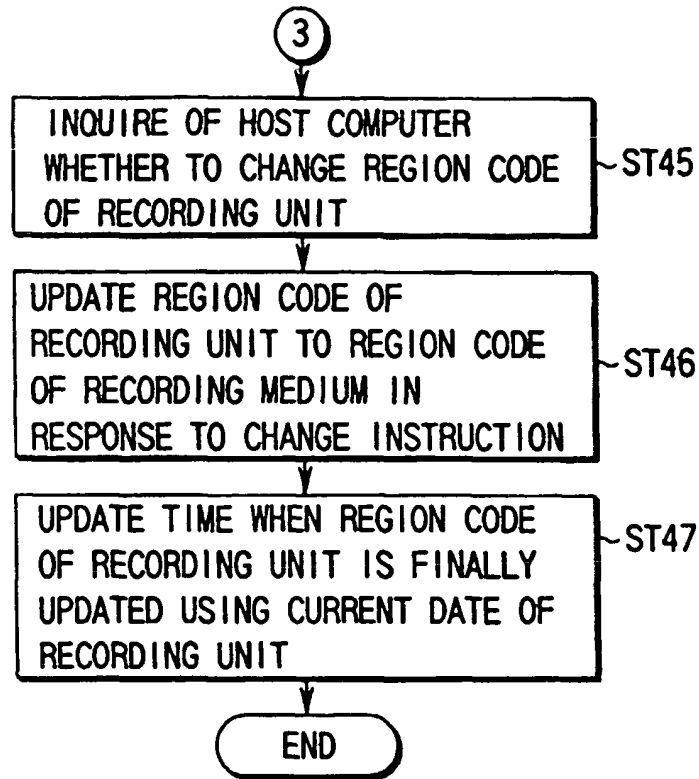 3
INQUIRE OF HOST COMPUTER
WHETHER TO CHANGE REGION CODE
OF RECORDING UNIT
ST45
UPDATE REGION CODE OF
RECORDING UNIT TO REGION CODE
OF RECORDING MEDIUM IN
RESPONSE TO CHANGE INSTRUCTION
ST46
UPDATE TIME WHEN REGION CODE
OF RECORDING UNIT IS FINALLY
UPDATED USING CURRENT DATE OF
RECORDING UNIT
ST47
END